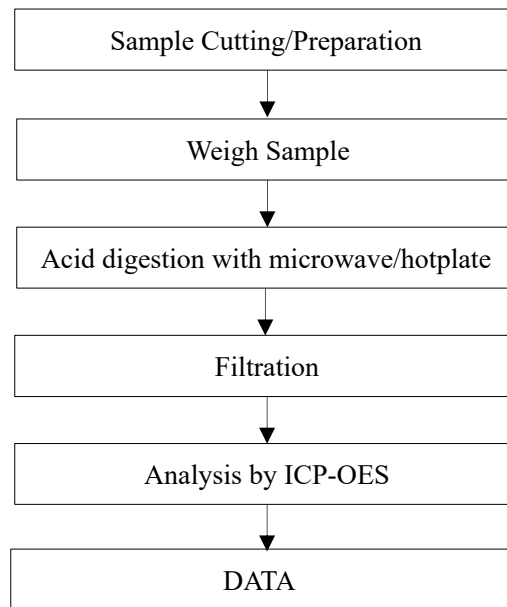 Sample Cutting/Preparation
Weigh Sample
Acid digestion with microwave/hotplate
Filtration
Analysis by ICP-OES
DATA